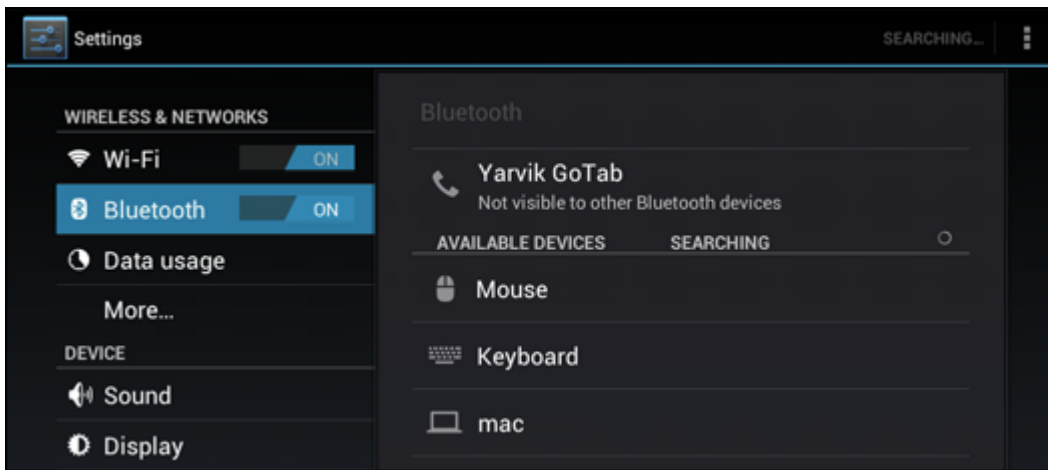 Settings
SEARCHING...
WIRELESS & NETWORKS
Wi-Fi ON
Bluetooth ON
Data usage
More...
DEVICE
Sound
Display
Bluetooth
Yarvik GoTab
Not visible to other Bluetooth devices
AVAILABLE DEVICES SEARCHING
Mouse
Keyboard
mac